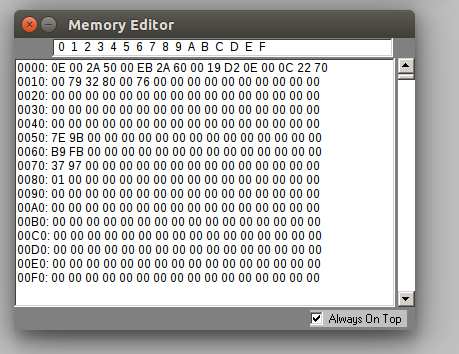 Memory Editor
0 1 2 3 4 5 6 7 8 9 A B C D E F
0000: 0E 00 2A 50 00 EB 2A 60 00 19 D2 0E 00 0C 22 70
0010: 00 79 32 80 00 76 00 00 00 00 00 00 00 00 00 00
0020: 00 00 00 00 00 00 00 00 00 00 00 00 00 00 00 00
0030: 00 00 00 00 00 00 00 00 00 00 00 00 00 00 00 00
0040: 00 00 00 00 00 00 00 00 00 00 00 00 00 00 00 00
0050: 7E 9B 00 00 00 00 00 00 00 00 00 00 00 00 00 00
0060: B9 FB 00 00 00 00 00 00 00 00 00 00 00 00 00 00
0070: 37 97 00 00 00 00 00 00 00 00 00 00 00 00 00 00
0080: 01 00 00 00 00 00 00 00 00 00 00 00 00 00 00 00
0090: 00 00 00 00 00 00 00 00 00 00 00 00 00 00 00 00
00A0: 00 00 00 00 00 00 00 00 00 00 00 00 00 00 00 00
00B0: 00 00 00 00 00 00 00 00 00 00 00 00 00 00 00 00
00C0: 00 00 00 00 00 00 00 00 00 00 00 00 00 00 00 00
00D0: 00 00 00 00 00 00 00 00 00 00 00 00 00 00 00 00
00E0: 00 00 00 00 00 00 00 00 00 00 00 00 00 00 00 00
00F0: 00 00 00 00 00 00 00 00 00 00 00 00 00 00 00 00
Always On Top